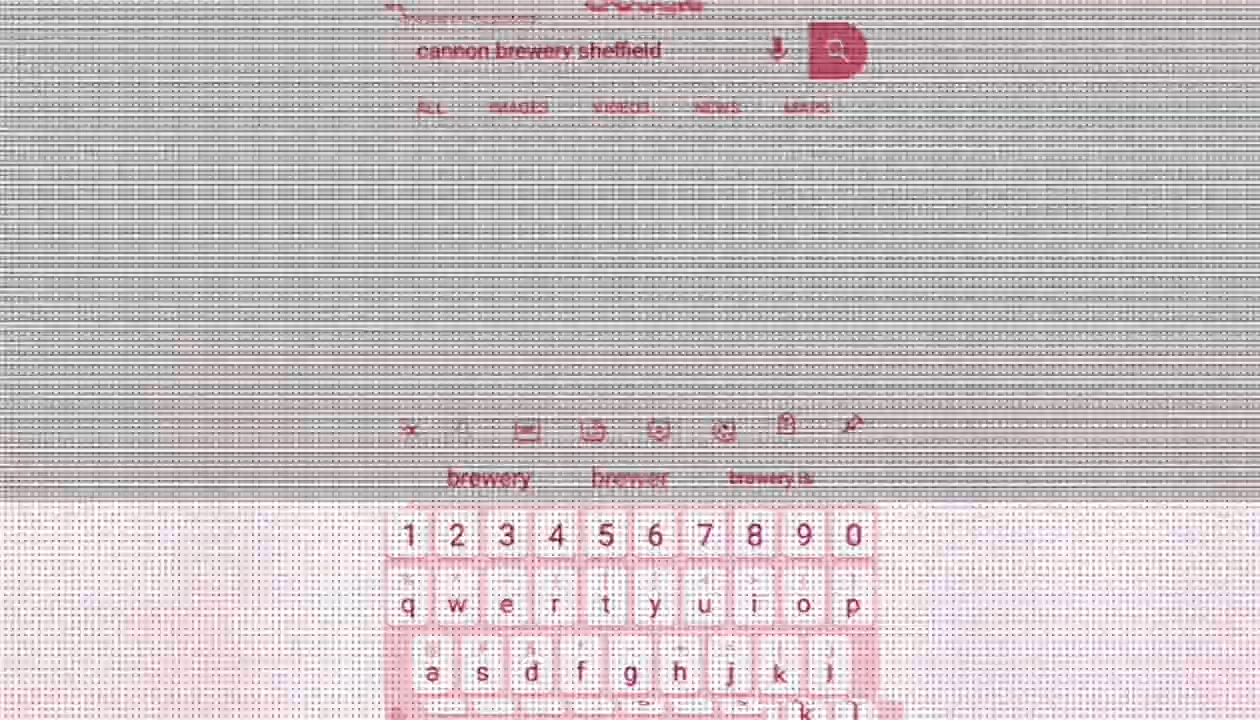 Google
cannon brewery sheffield
ALL IMAGES VIDEOS NEWS MAPS
brewery brewer brewery is
1 2 3 4 5 6 7 8 9 0
q w e r t y u i o p
a s d f g h j k l